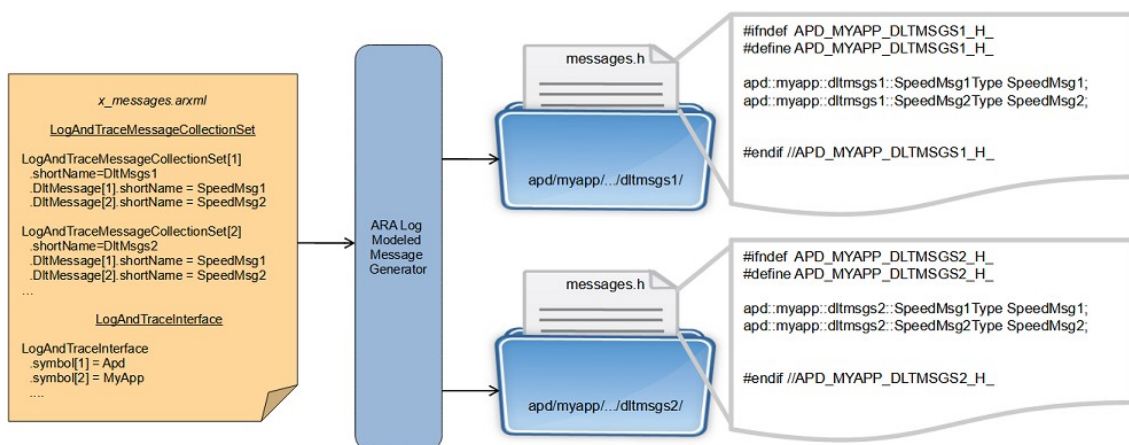 x_messages.arxml
LogAndTraceMessageCollectionSet
LogAndTraceMessageCollectionSet[1]
.shortName=DltMsgs1
.DltMessage[1].shortName = SpeedMsg1
.DltMessage[2].shortName = SpeedMsg2
LogAndTraceMessageCollectionSet[2]
.shortName=DltMsgs2
.DltMessage[1].shortName = SpeedMsg1
.DltMessage[2].shortName = SpeedMsg2
...
LogAndTraceInterface
LogAndTraceInterface
.symbol[1] = Apd
.symbol[2] = MyApp
....
ARA Log
Modeled
Message
Generator
messages.h
apd/myapp/.../dltmsgs1/
#ifndef APD_MYAPP_DLTMSGS1_H_
#define APD_MYAPP_DLTMSGS1_H_
apd::myapp::dltmsgs1::SpeedMsg1Type SpeedMsg1;
apd::myapp::dltmsgs1::SpeedMsg2Type SpeedMsg2;
#endif //APD_MYAPP_DLTMSGS1_H_
messages.h
apd/myapp/.../dltmsgs2/
#ifndef APD_MYAPP_DLTMSGS2_H_
#define APD_MYAPP_DLTMSGS2_H_
apd::myapp::dltmsgs2::SpeedMsg1Type SpeedMsg1;
apd::myapp::dltmsgs2::SpeedMsg2Type SpeedMsg2;
#endif //APD_MYAPP_DLTMSGS2_H_